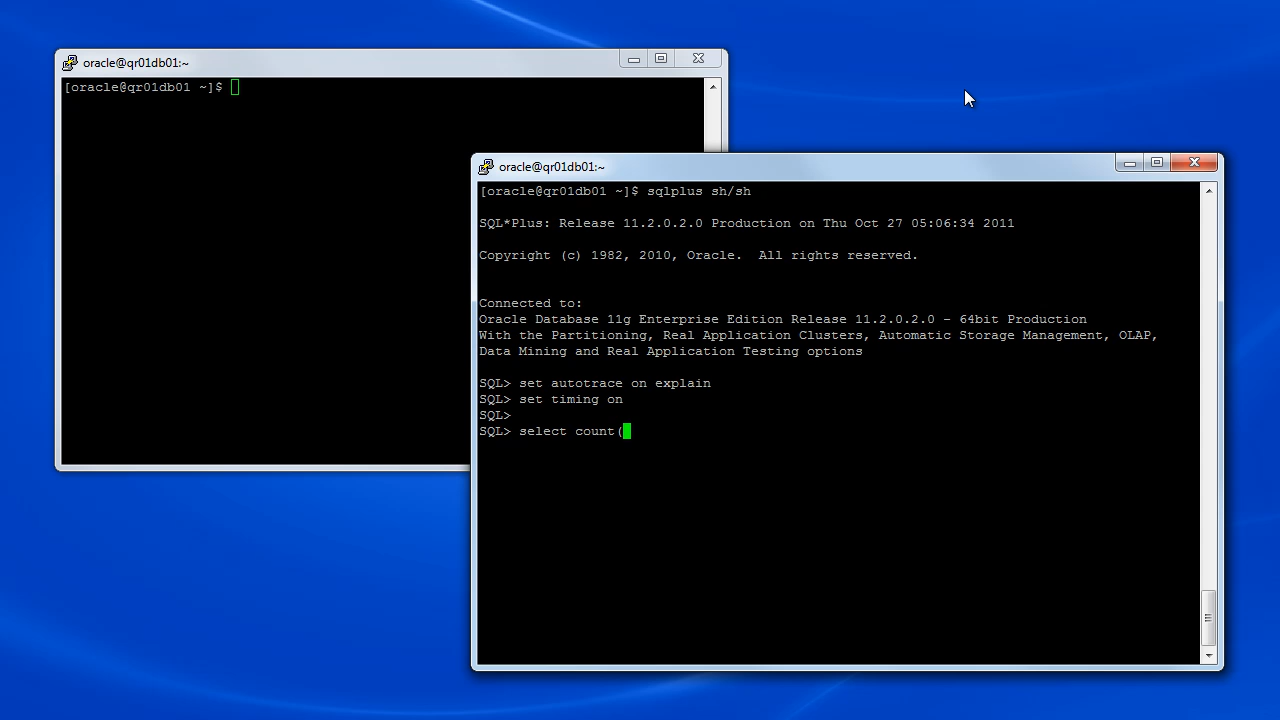 oracle@qr01db01:~
[oracle@qr01db01 ~]$
oracle@qr01db01:~
[oracle@qr01db01 ~]$ sqlplus sh/sh
SQL*Plus: Release 11.2.0.2.0 Production on Thu Oct 27 05:06:34 2011
Copyright (c) 1982, 2010, Oracle.  All rights reserved.
Connected to:
Oracle Database 11g Enterprise Edition Release 11.2.0.2.0 - 64bit Production
With the Partitioning, Real Application Clusters, Automatic Storage Management, OLAP,
Data Mining and Real Application Testing options
SQL> set autotrace on explain
SQL> set timing on
SQL>
SQL> select count(